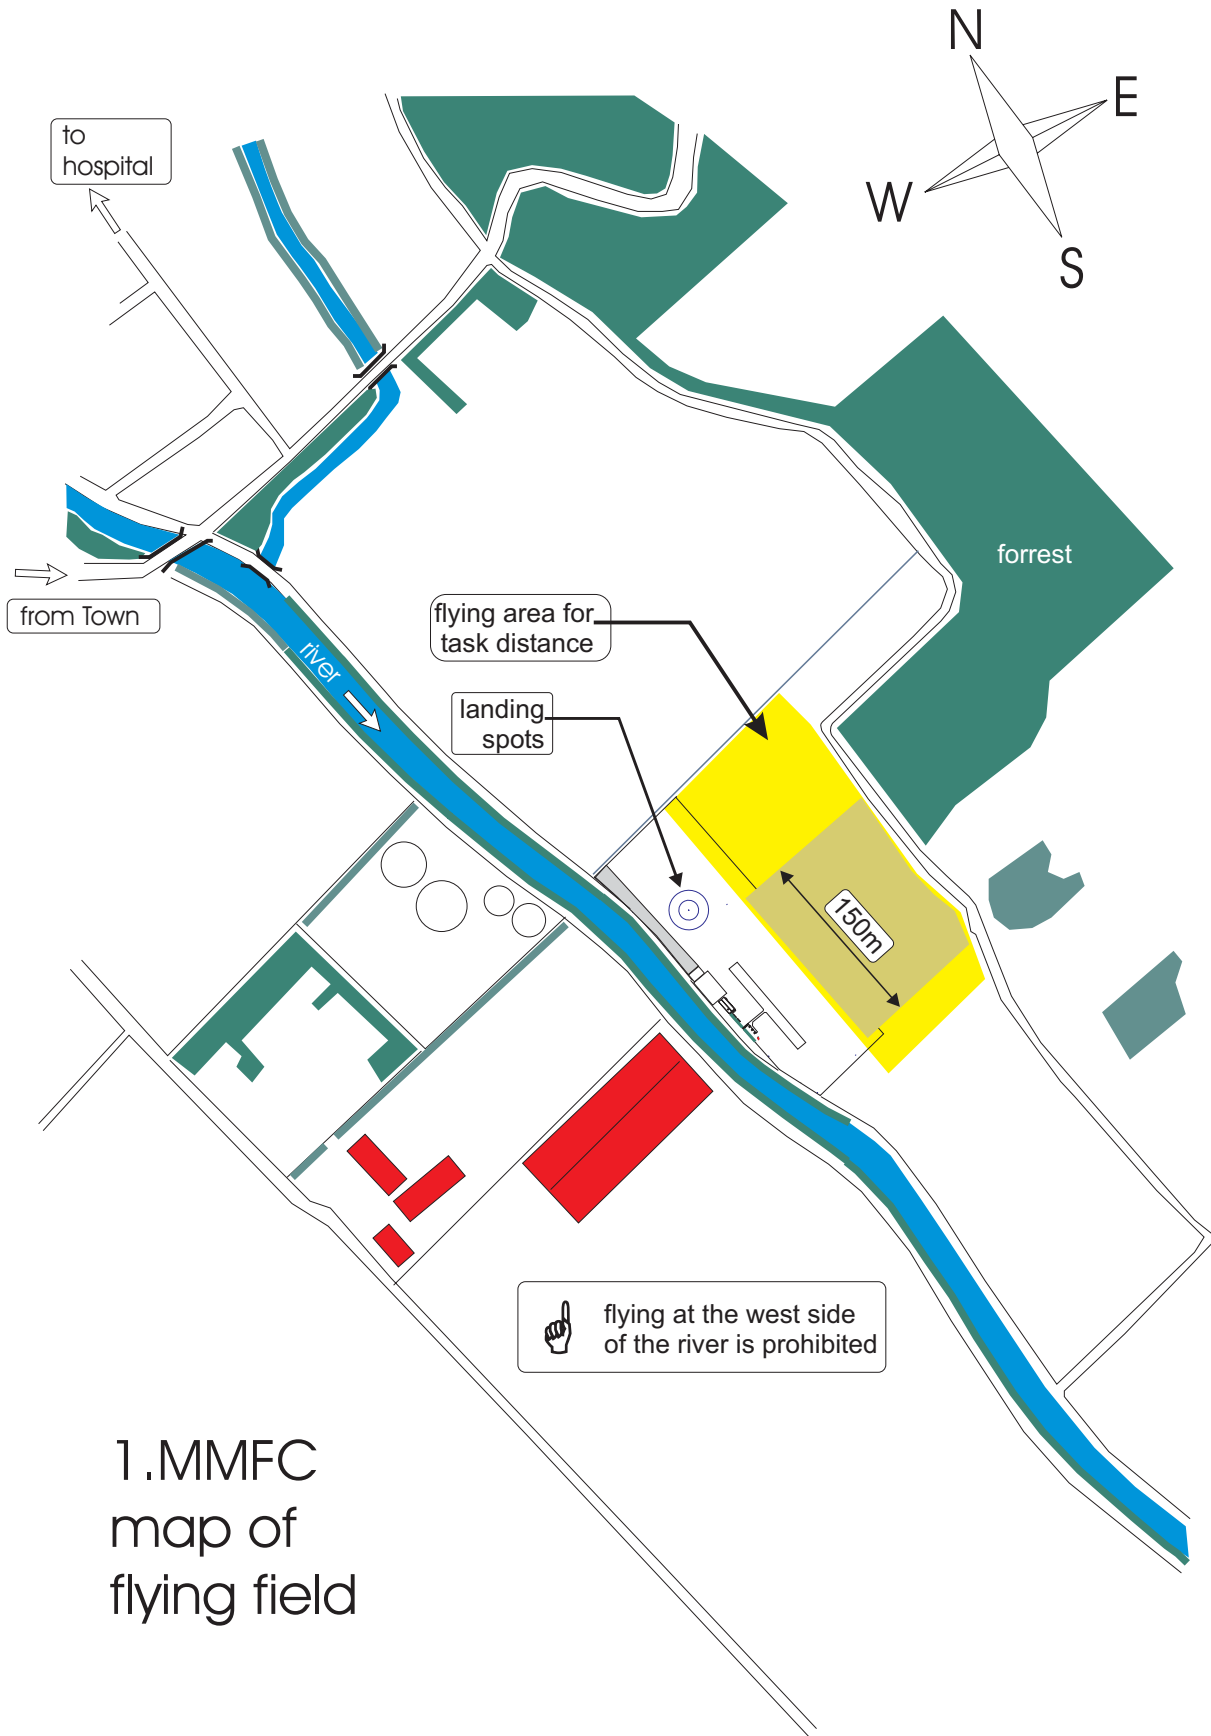 N
E
W
S
to
hospital
from Town
river
forrest
flying area for
task distance
landing
spots
150m
flying at the west side
of the river is prohibited
1.MMFC
map of
flying field